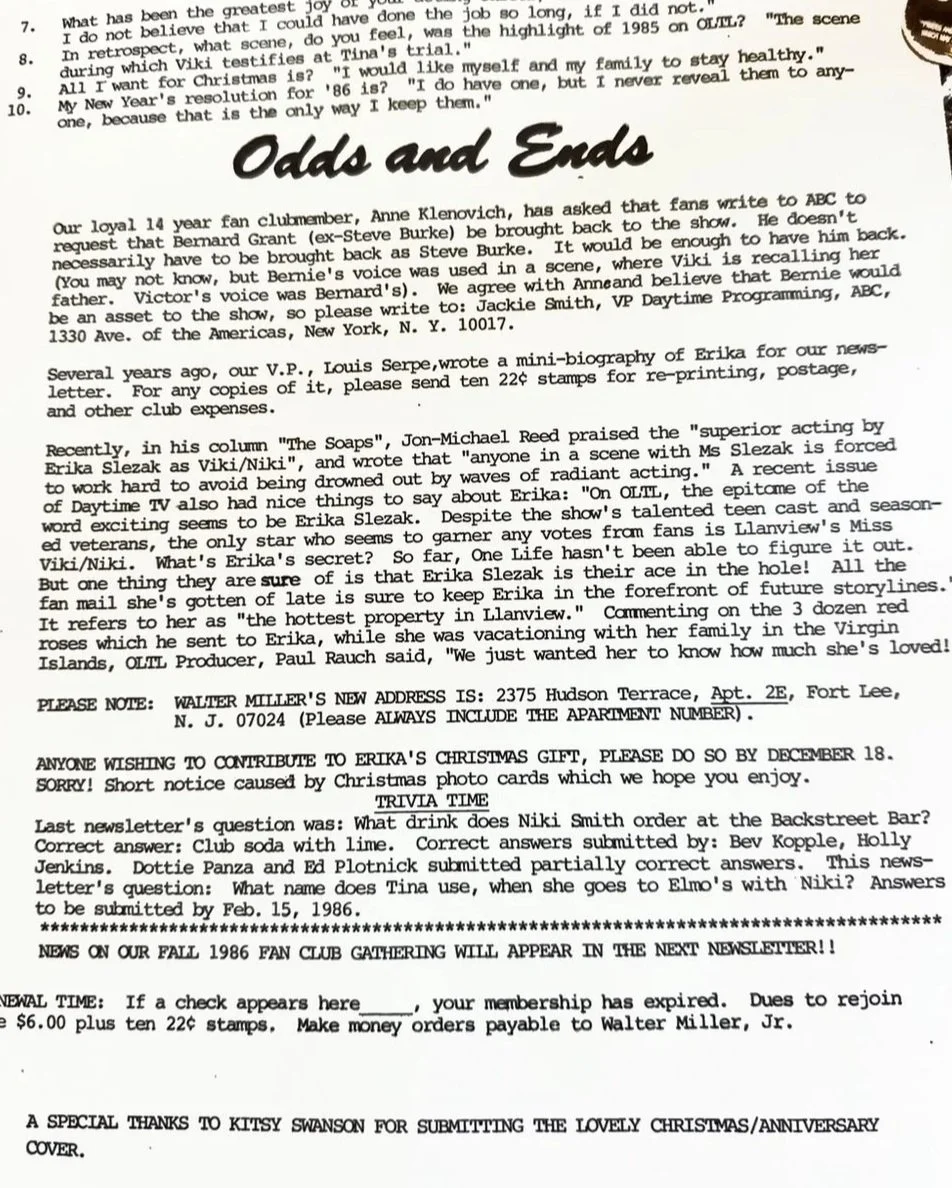 7. What has been the greatest joy of your
I do not believe that I could have done the job so long, if I did not."
8. In retrospect, what scene, do you feel, was the highlight of 1985 on OLTL? "The scene
during which Viki testifies at Tina's trial."
9. All I want for Christmas is? "I would like myself and my family to stay healthy."
10. My New Year's resolution for '86 is? "I do have one, but I never reveal them to any-
one, because that is the only way I keep them."
Odds and Ends
Our loyal 14 year fan clubmember, Anne Klenovich, has asked that fans write to ABC to
request that Bernard Grant (ex-Steve Burke) be brought back to the show. He doesn't
necessarily have to be brought back as Steve Burke. It would be enough to have him back.
(You may not know, but Bernie's voice was used in a scene, where Viki is recalling her
father. Victor's voice was Bernard's). We agree with Anneand believe that Bernie would
be an asset to the show, so please write to: Jackie Smith, VP Daytime Programming, ABC,
1330 Ave. of the Americas, New York, N. Y. 10017.
Several years ago, our V.P., Louis Serpe,wrote a mini-biography of Erika for our news-
letter. For any copies of it, please send ten 22¢ stamps for re-printing, postage,
and other club expenses.
Recently, in his column "The Soaps", Jon-Michael Reed praised the "superior acting by
Erika Slezak as Viki/Niki", and wrote that "anyone in a scene with Ms Slezak is forced
to work hard to avoid being drowned out by waves of radiant acting." A recent issue
of Daytime TV also had nice things to say about Erika: "On OLTL, the epitome of the
word exciting seems to be Erika Slezak. Despite the show's talented teen cast and season-
ed veterans, the only star who seems to garner any votes from fans is Llanview's Miss
Viki/Niki. What's Erika's secret? So far, One Life hasn't been able to figure it out.
But one thing they are sure of is that Erika Slezak is their ace in the hole! All the
fan mail she's gotten of late is sure to keep Erika in the forefront of future storylines."
It refers to her as "the hottest property in Llanview." Commenting on the 3 dozen red
roses which he sent to Erika, while she was vacationing with her family in the Virgin
Islands, OLTL Producer, Paul Rauch said, "We just wanted her to know how much she's loved!
PLEASE NOTE: WALTER MILLER'S NEW ADDRESS IS: 2375 Hudson Terrace, Apt. 2E, Fort Lee,
N. J. 07024 (Please ALWAYS INCLUDE THE APARTMENT NUMBER).
ANYONE WISHING TO CONTRIBUTE TO ERIKA'S CHRISTMAS GIFT, PLEASE DO SO BY DECEMBER 18.
SORRY! Short notice caused by Christmas photo cards which we hope you enjoy.
TRIVIA TIME
Last newsletter's question was: What drink does Niki Smith order at the Backstreet Bar?
Correct answer: Club soda with lime. Correct answers submitted by: Bev Kopple, Holly
Jenkins. Dottie Panza and Ed Plotnick submitted partially correct answers. This news-
letter's question: What name does Tina use, when she goes to Elmo's with Niki? Answers
to be submitted by Feb. 15, 1986.
******************************************************************************************
NEWS ON OUR FALL 1986 FAN CLUB GATHERING WILL APPEAR IN THE NEXT NEWSLETTER!!
NEWAL TIME: If a check appears here____, your membership has expired. Dues to rejoin
e $6.00 plus ten 22¢ stamps. Make money orders payable to Walter Miller, Jr.
A SPECIAL THANKS TO KITSY SWANSON FOR SUBMITTING THE LOVELY CHRISTMAS/ANNIVERSARY
COVER.